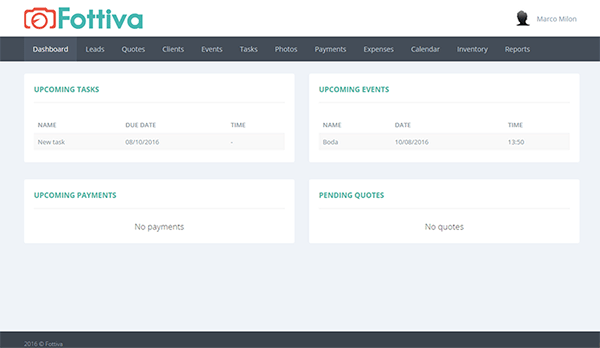 Fottiva
Marco Milon
Dashboard Leads Quotes Clients Events Tasks Photos Payments Expenses Calendar Inventory Reports
UPCOMING TASKS
NAME DUE DATE TIME
New task 08/10/2016 -
UPCOMING EVENTS
NAME DATE TIME
Boda 10/08/2016 13:50
UPCOMING PAYMENTS
No payments
PENDING QUOTES
No quotes
2016 © Fottiva